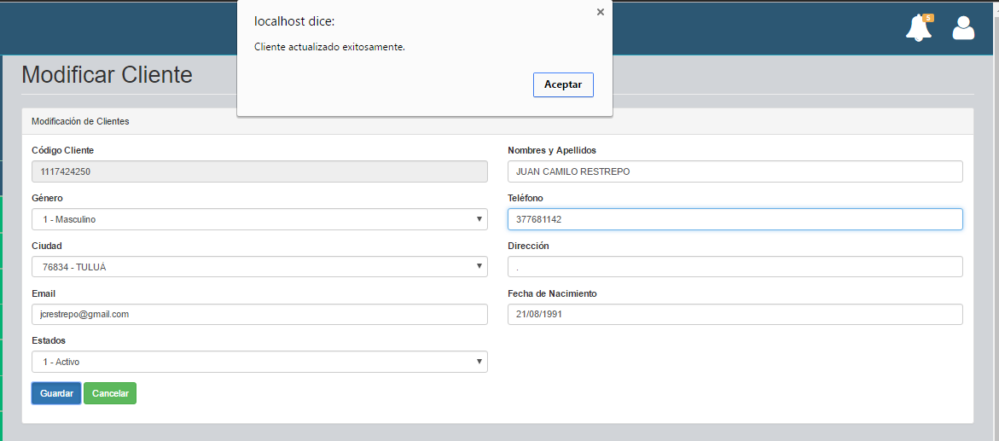 localhost dice:
Cliente actualizado exitosamente.
Aceptar
5
Modificar Cliente
Modificación de Clientes
Código Cliente
1117424250
Nombres y Apellidos
JUAN CAMILO RESTREPO
Género
1 - Masculino
Teléfono
377681142
Ciudad
76834 - TULUÁ
Dirección
.
Email
jcrestrepo@gmail.com
Fecha de Nacimiento
21/08/1991
Estados
1 - Activo
Guardar
Cancelar